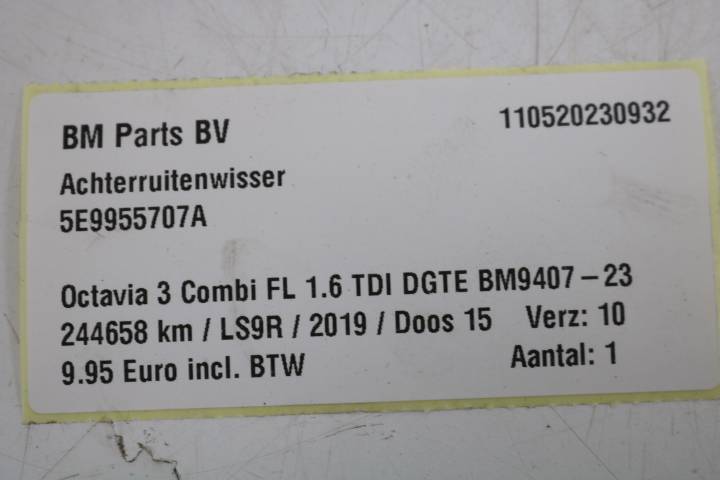 BM Parts BV 110520230932
Achterruitenwisser
5E9955707A
Octavia 3 Combi FL 1.6 TDI DGTE BM9407-23
244658 km / LS9R / 2019 / Doos 15 Verz: 10
9.95 Euro incl. BTW Aantal: 1